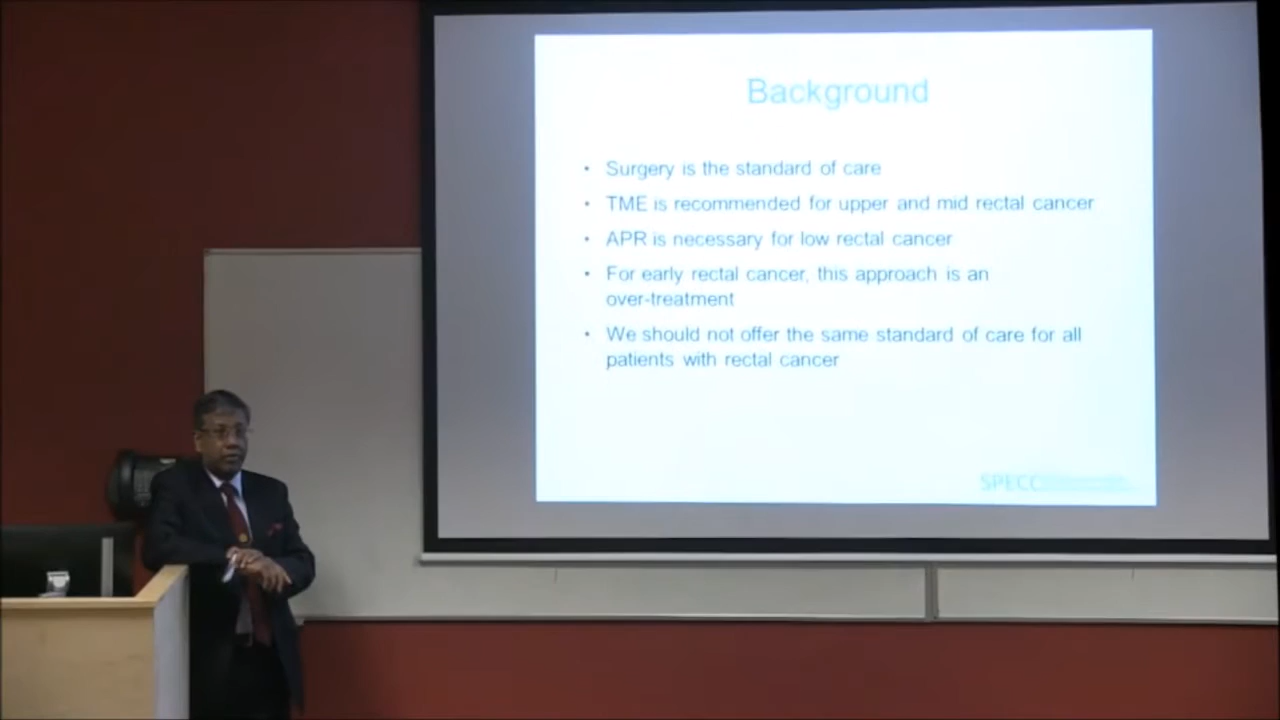 Background
• Surgery is the standard of care
• TME is recommended for upper and mid rectal cancer
• APR is necessary for low rectal cancer
• For early rectal cancer, this approach is an
over-treatment
• We should not offer the same standard of care for all
patients with rectal cancer
SPECC